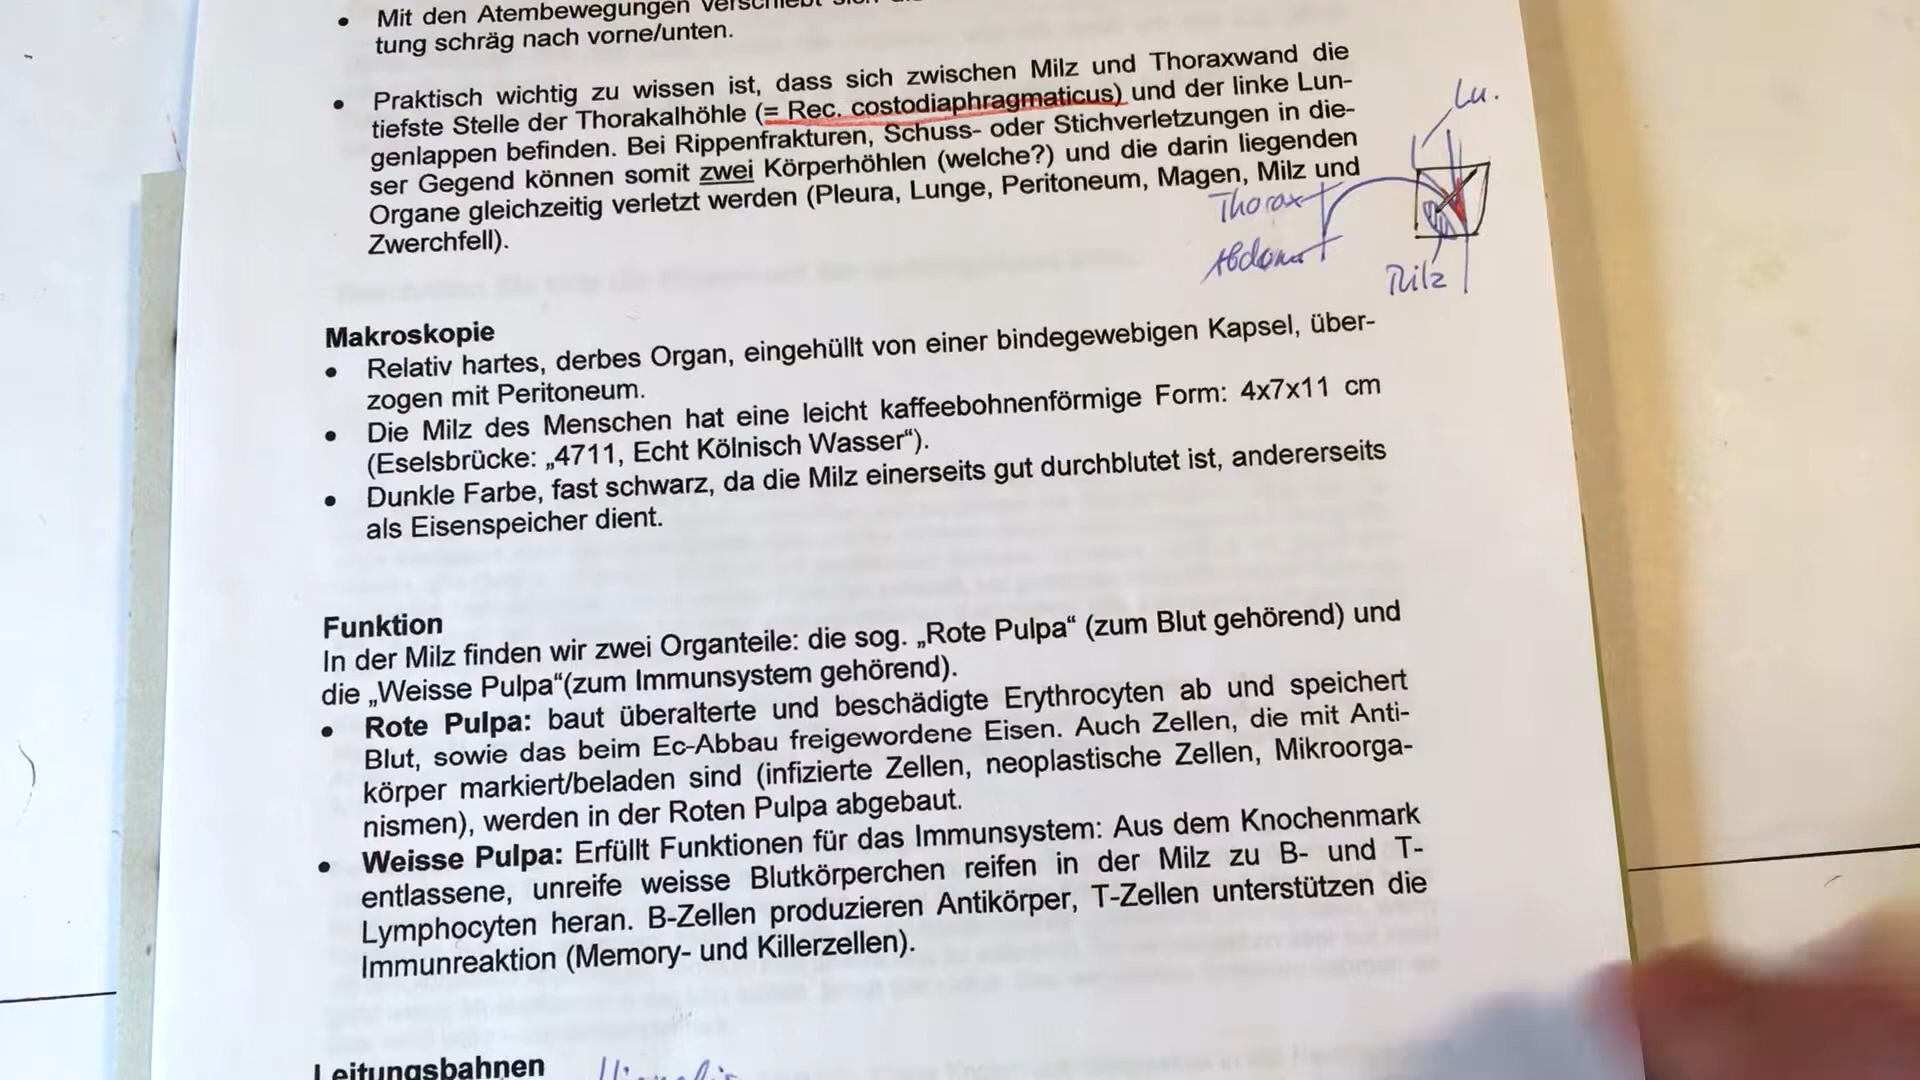 Mit den Atembewegungen verschiebt sich
tung schräg nach vorne/unten.
Praktisch wichtig zu wissen ist, dass sich zwischen Milz und Thoraxwand die
tiefste Stelle der Thorakalhöhle (= Rec. costodiaphragmaticus) und der linke Lun-
genlappen befinden. Bei Rippenfrakturen, Schuss- oder Stichverletzungen in die-
ser Gegend können somit zwei Körperhöhlen (welche?) und die darin liegenden
Organe gleichzeitig verletzt werden (Pleura, Lunge, Peritoneum, Magen, Milz und
Zwerchfell).
Lu.
Thorax
Abdomen
Milz
Makroskopie
Relativ hartes, derbes Organ, eingehüllt von einer bindegewebigen Kapsel, über-
zogen mit Peritoneum.
Die Milz des Menschen hat eine leicht kaffeebohnenförmige Form: 4x7x11 cm
(Eselsbrücke: „4711, Echt Kölnisch Wasser“).
Dunkle Farbe, fast schwarz, da die Milz einerseits gut durchblutet ist, andererseits
als Eisenspeicher dient.
Funktion
In der Milz finden wir zwei Organteile: die sog. „Rote Pulpa“ (zum Blut gehörend) und
die „Weisse Pulpa“(zum Immunsystem gehörend).
Rote Pulpa: baut überalterte und beschädigte Erythrocyten ab und speichert
Blut, sowie das beim Ec-Abbau freigewordene Eisen. Auch Zellen, die mit Anti-
körper markiert/beladen sind (infizierte Zellen, neoplastische Zellen, Mikroorga-
nismen), werden in der Roten Pulpa abgebaut.
Weisse Pulpa: Erfüllt Funktionen für das Immunsystem: Aus dem Knochenmark
entlassene, unreife weisse Blutkörperchen reifen in der Milz zu B- und T-
Lymphocyten heran. B-Zellen produzieren Antikörper, T-Zellen unterstützen die
Immunreaktion (Memory- und Killerzellen).
Leitungsbahnen